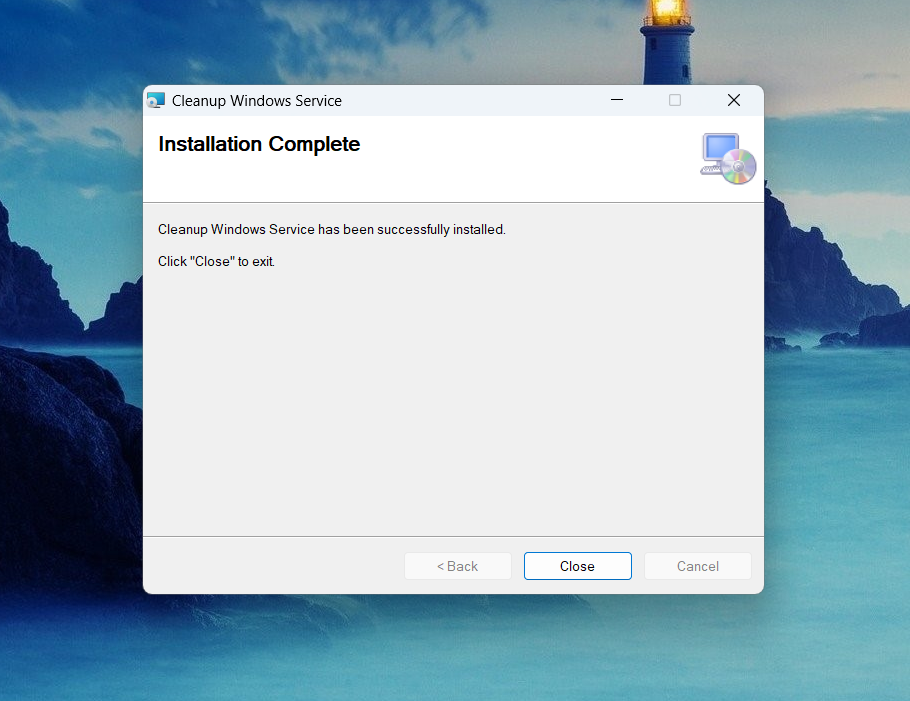 Cleanup Windows Service
Installation Complete
Cleanup Windows Service has been successfully installed.
Click "Close" to exit.
< Back
Close
Cancel